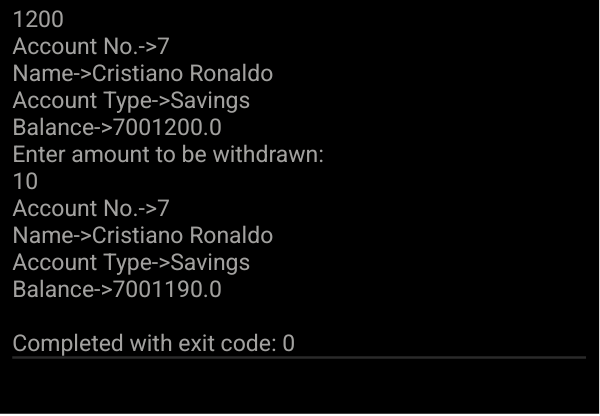 1200
Account No.->7
Name->Cristiano Ronaldo
Account Type->Savings
Balance->7001200.0
Enter amount to be withdrawn:
10
Account No.->7
Name->Cristiano Ronaldo
Account Type->Savings
Balance->7001190.0
Completed with exit code: 0